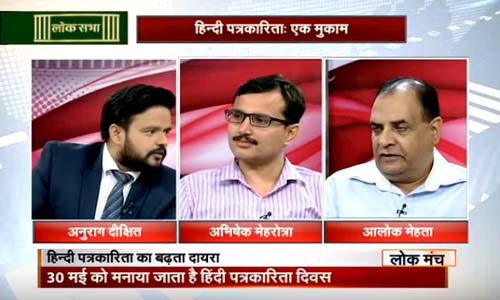 लोक सभा
हिन्दी पत्रकारिताः एक मुकाम
अनुराग दीक्षित
अभिषेक मेहरोत्रा
आलोक मेहता
हिन्दी पत्रकारिता का बढ़ता दायरा
लोक मंच
30 मई को मनाया जाता है हिंदी पत्रकारिता दिवस